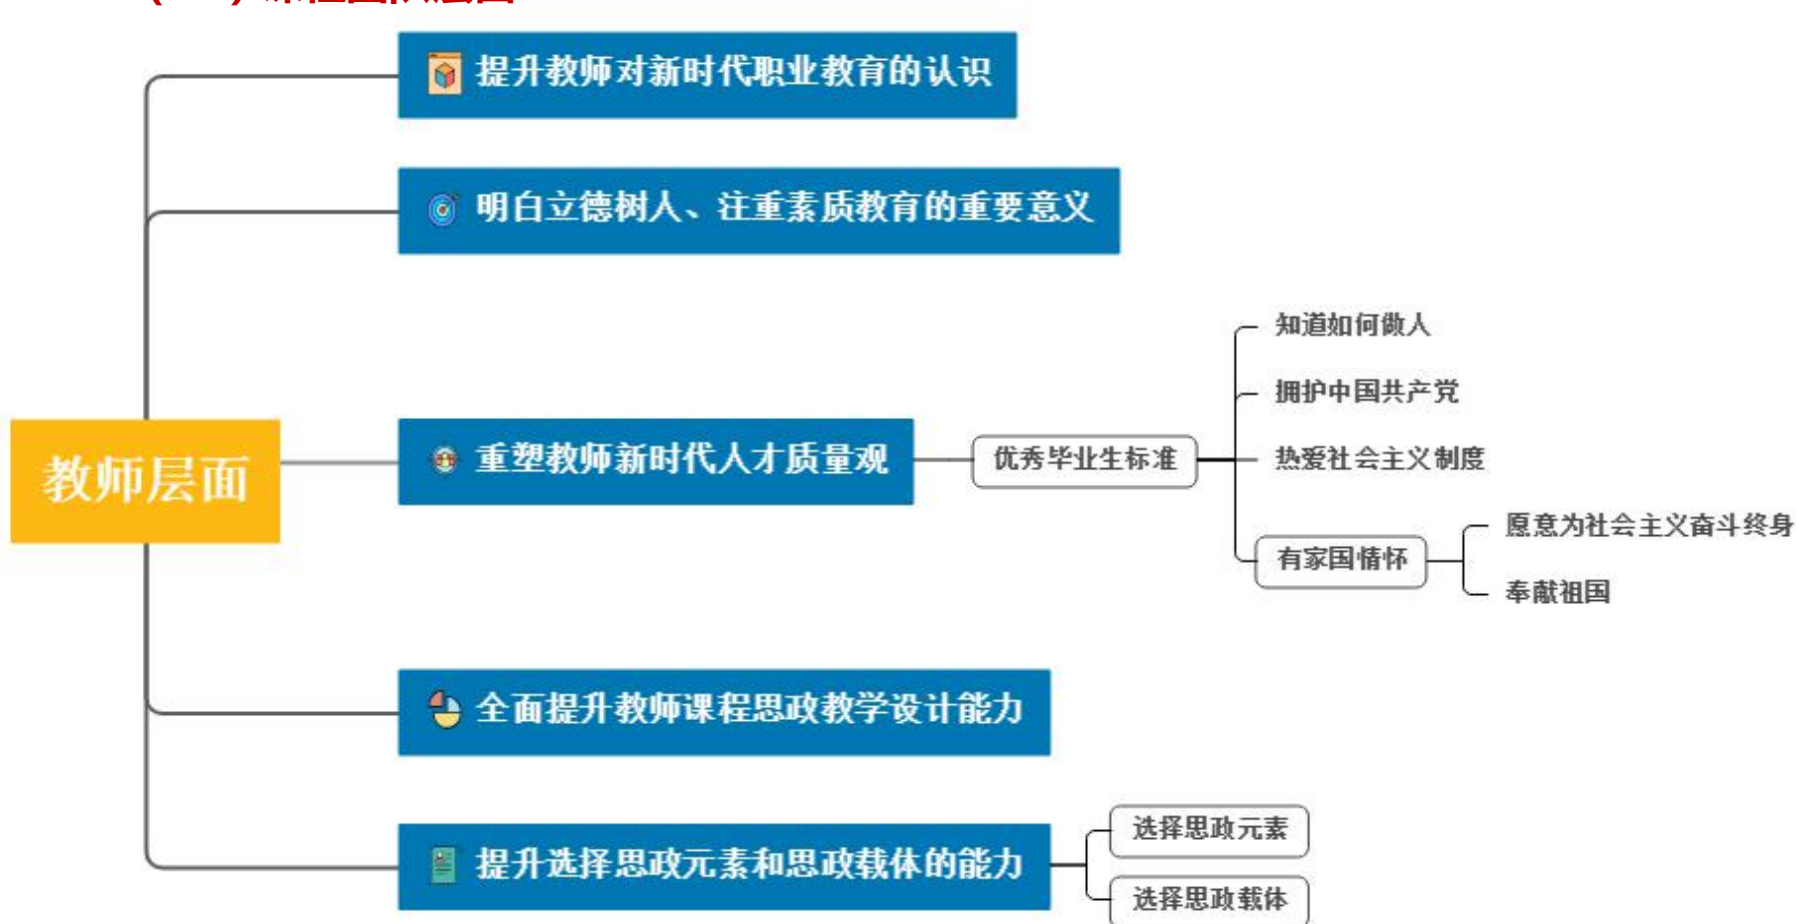 教师层面
提升教师对新时代职业教育的认识
明白立德树人、注重素质教育的重要意义
重塑教师新时代人才质量观
优秀毕业生标准
知道如何做人
拥护中国共产党
热爱社会主义制度
有家国情怀
愿意为社会主义奋斗终身
奉献祖国
全面提升教师课程思政教学设计能力
提升选择思政元素和思政载体的能力
选择思政元素
选择思政载体